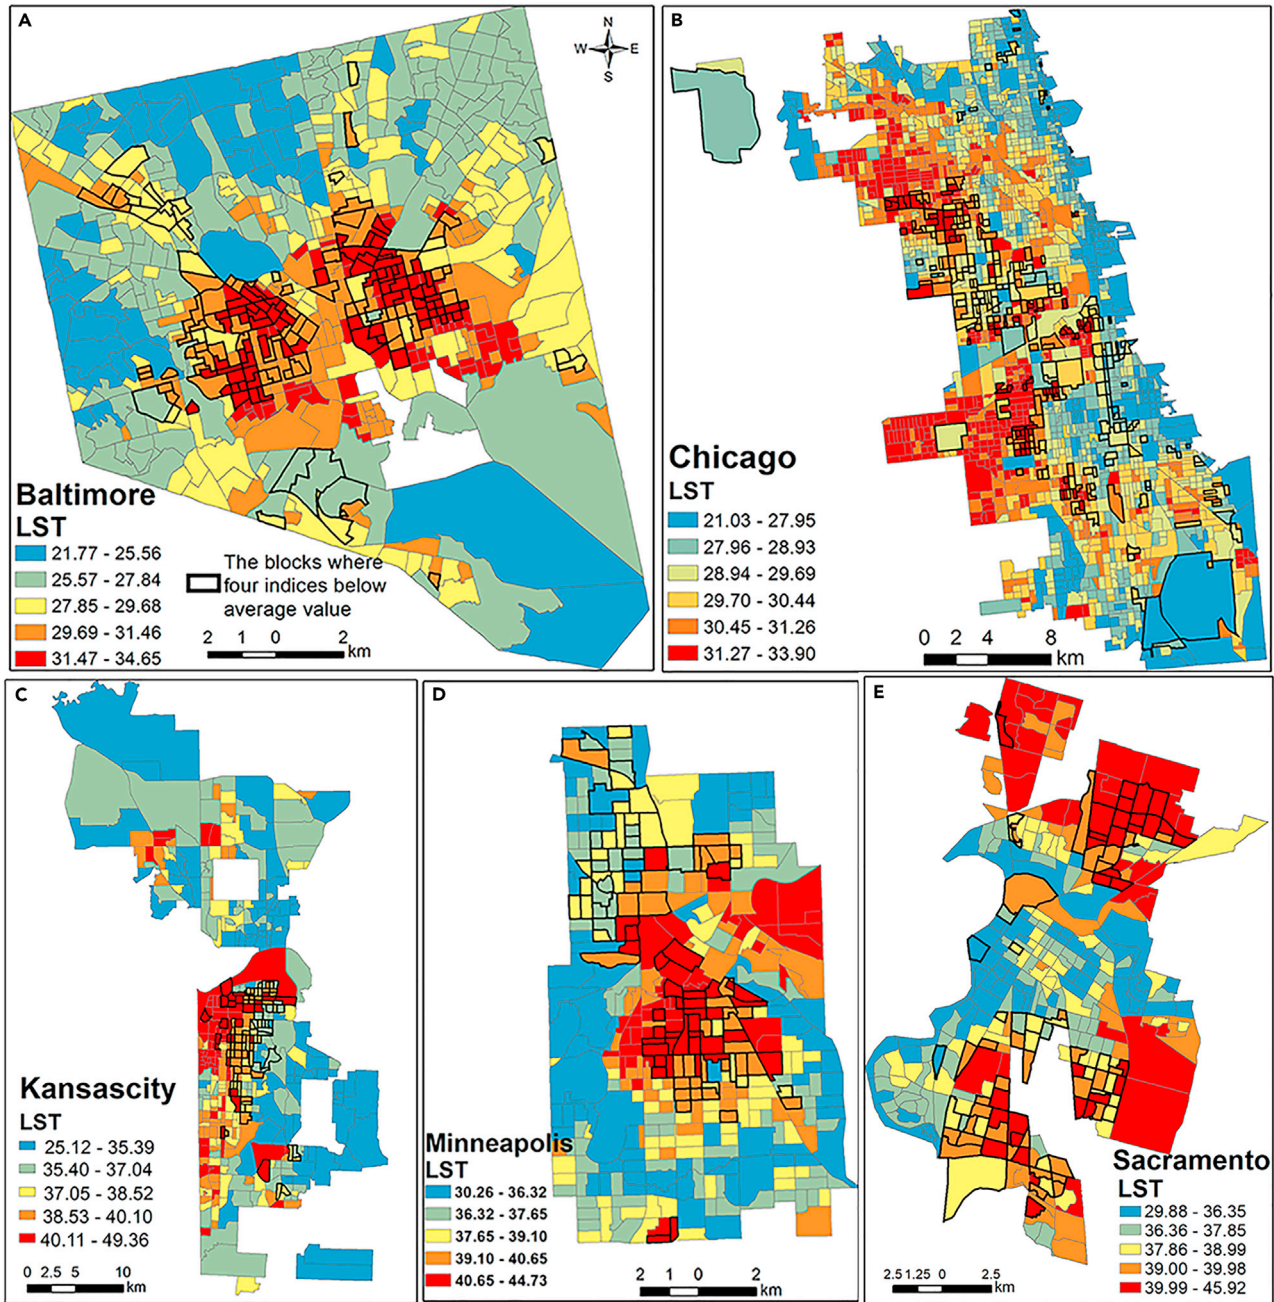 A
N
W E
S
Baltimore
LST
21.77 - 25.56
25.57 - 27.84
27.85 - 29.68
29.69 - 31.46
31.47 - 34.65
The blocks where
four indices below
average value
2 1 0 2
km
B
Chicago
LST
21.03 - 27.95
27.96 - 28.93
28.94 - 29.69
29.70 - 30.44
30.45 - 31.26
31.27 - 33.90
0 2 4 8
km
C
Kansascity
LST
25.12 - 35.39
35.40 - 37.04
37.05 - 38.52
38.53 - 40.10
40.11 - 49.36
0 2.5 5 10
km
D
Minneapolis
LST
30.26 - 36.32
36.32 - 37.65
37.65 - 39.10
39.10 - 40.65
40.65 - 44.73
2 1 0 2
km
E
Sacramento
LST
29.88 - 36.35
36.36 - 37.85
37.86 - 38.99
39.00 - 39.98
39.99 - 45.92
2.5 1.25 0 2.5
km